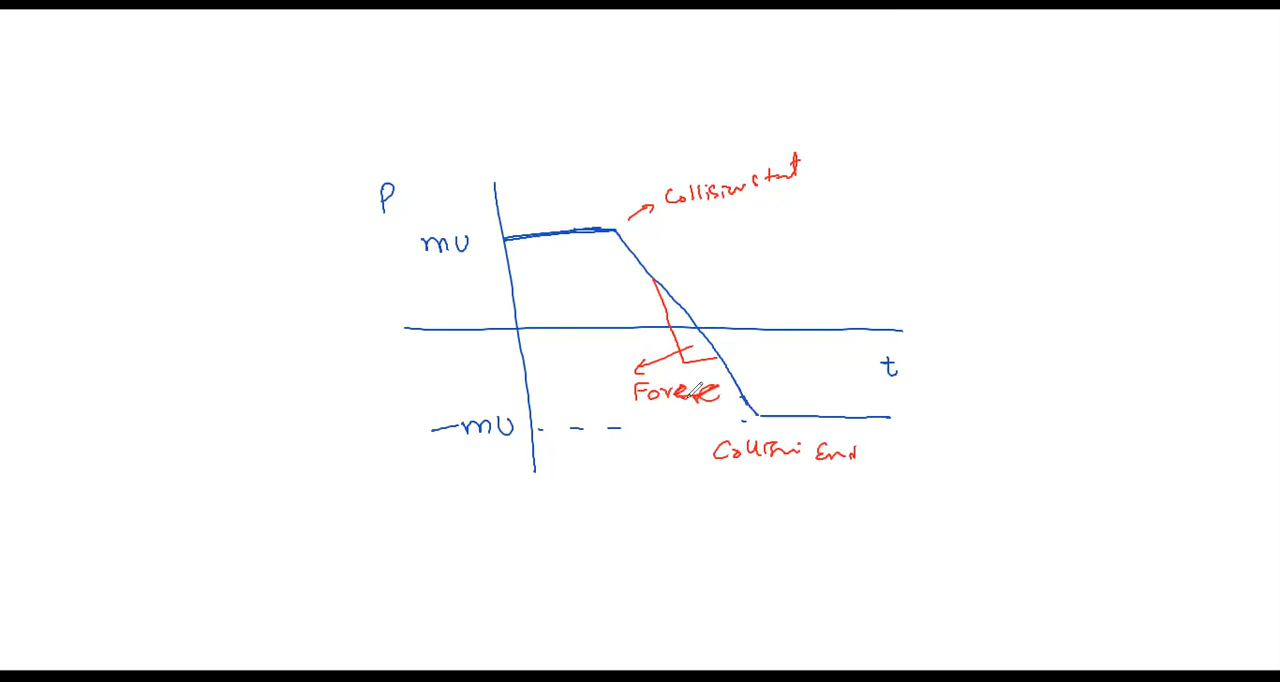 P
Collision start
mu
t
Force
-mu
Collision End